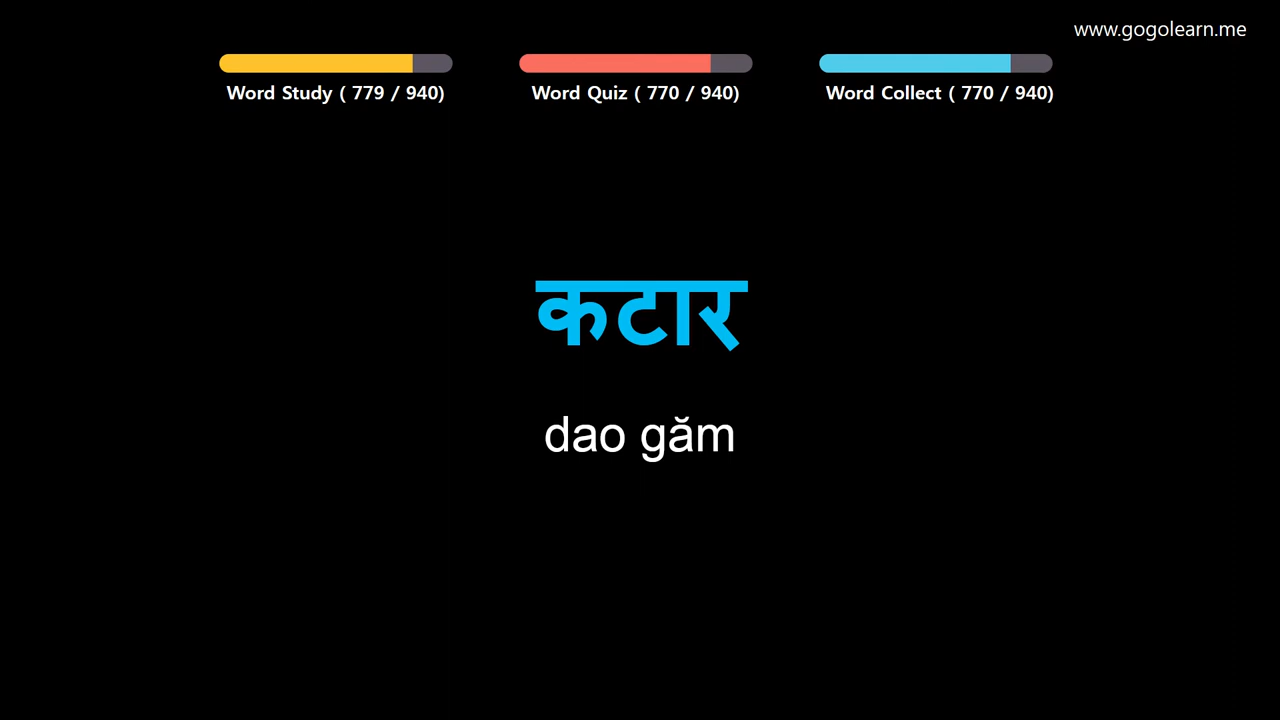 www.gogolearn.me
Word Study ( 779 / 940)
Word Quiz ( 770 / 940)
Word Collect ( 770 / 940)
कटार
dao găm